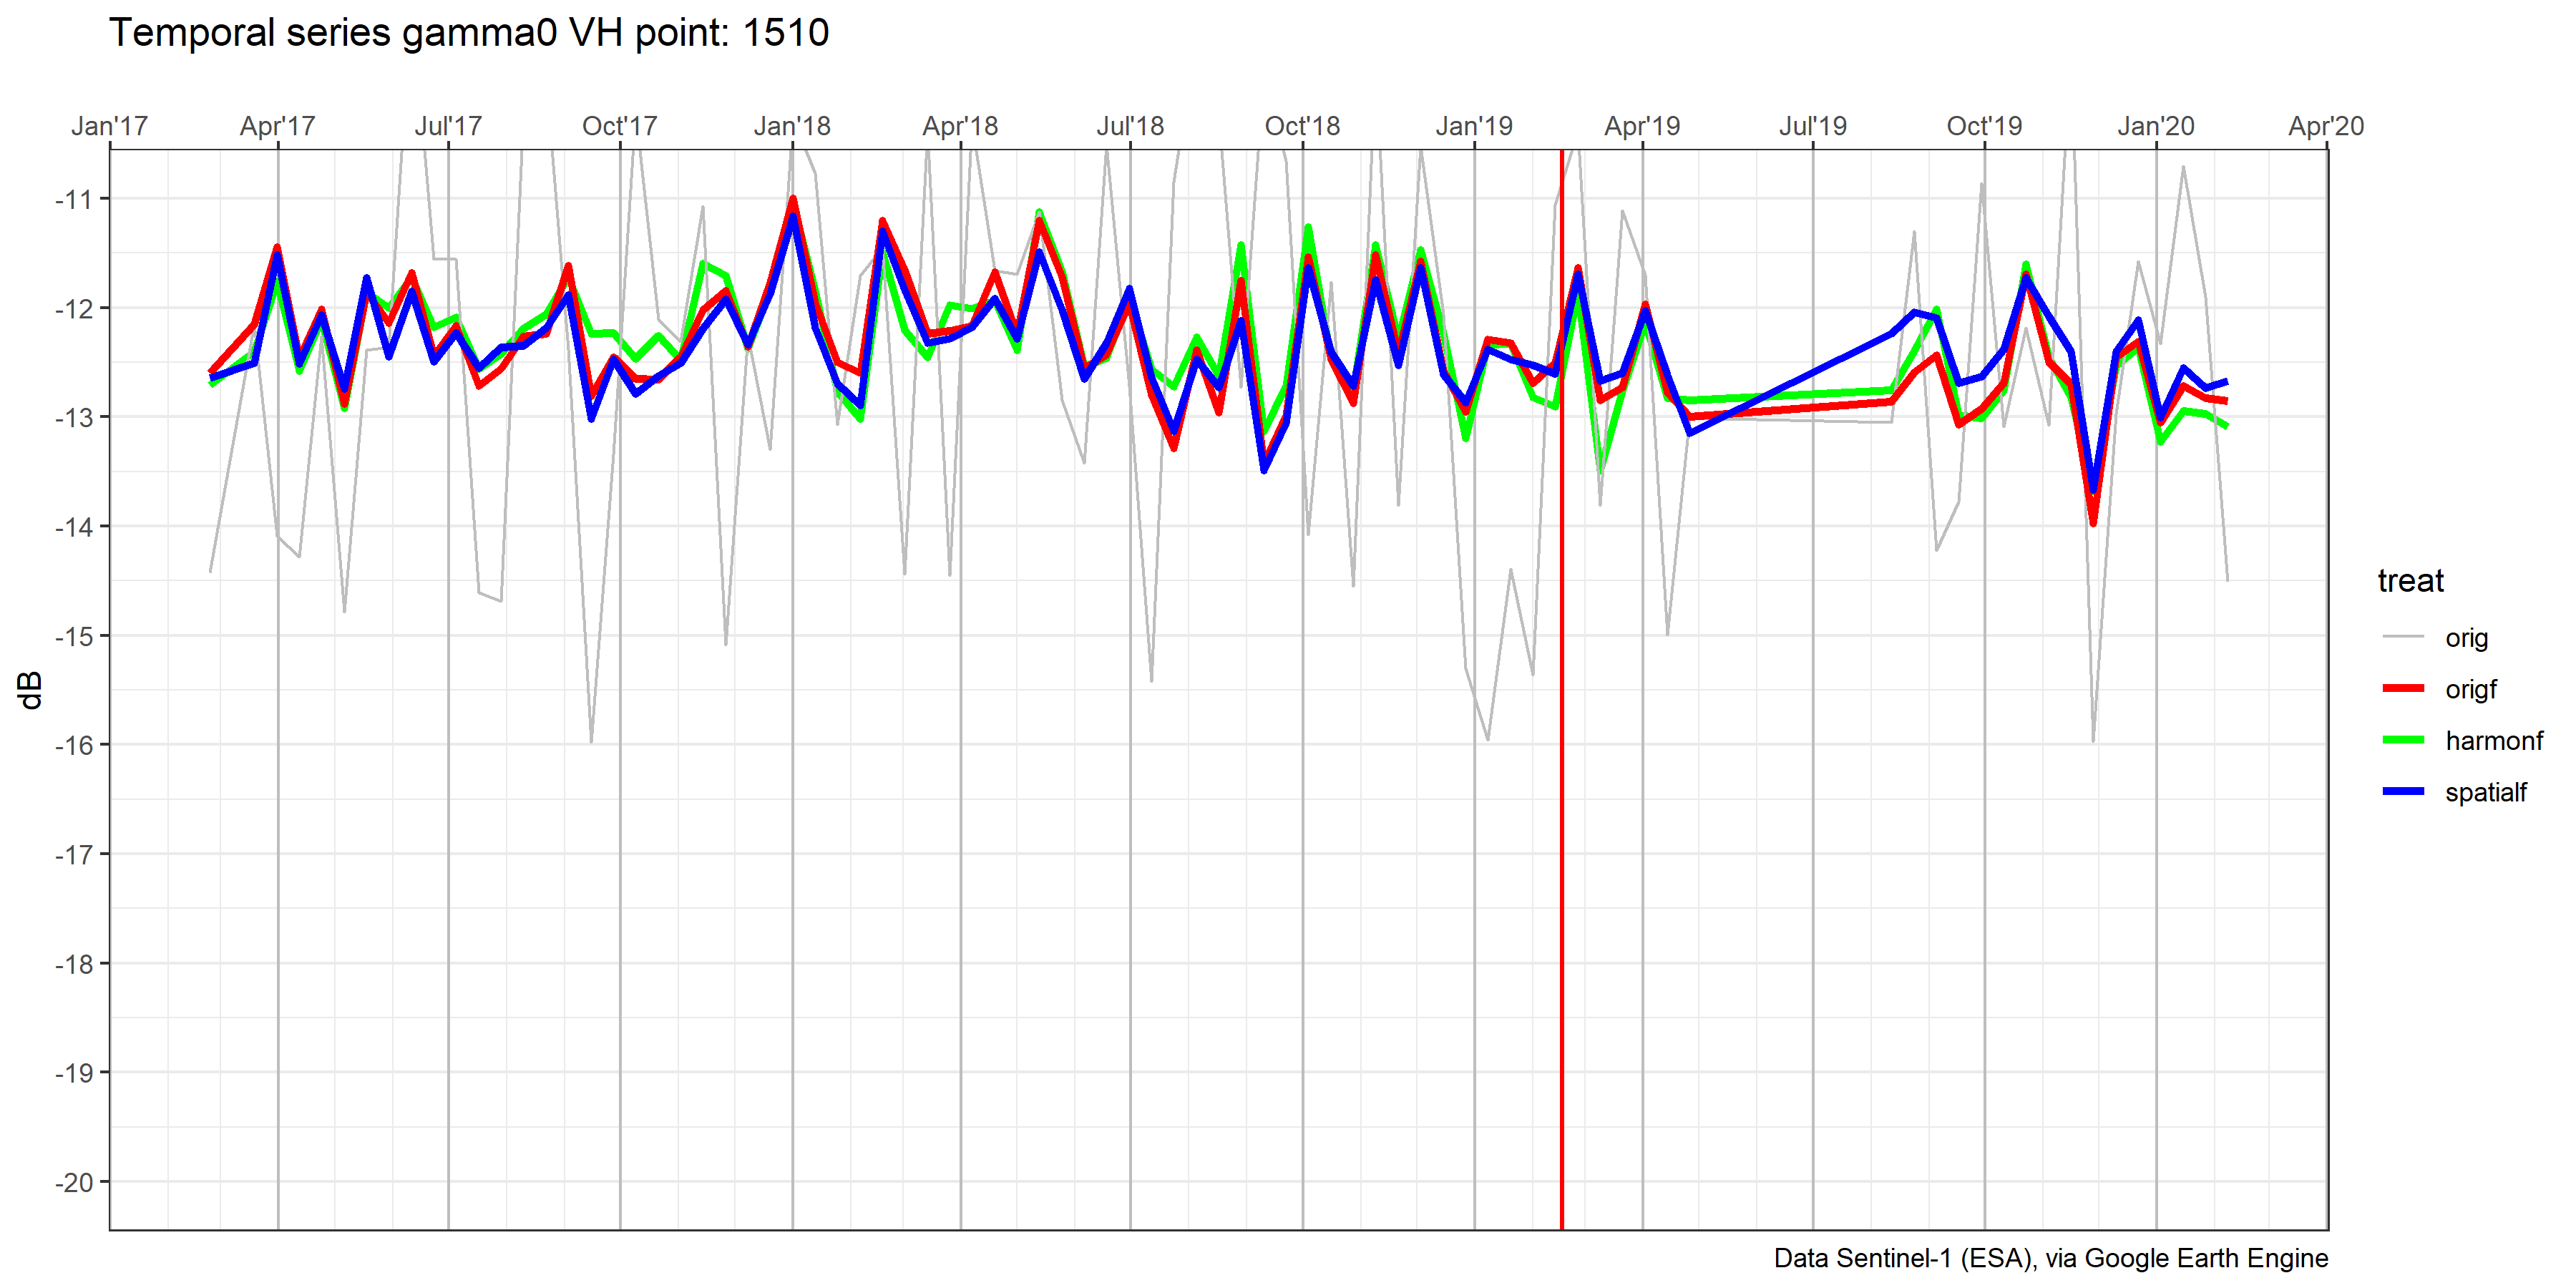 Temporal series gamma0 VH point: 1510
Jan'17 Apr'17 Jul'17 Oct'17 Jan'18 Apr'18 Jul'18 Oct'18 Jan'19 Apr'19 Jul'19 Oct'19 Jan'20 Apr'20
-11
-12
-13
-14
-15
-16
-17
-18
-19
-20
dB
treat
orig
origf
harmonf
spatialf
Data Sentinel-1 (ESA), via Google Earth Engine